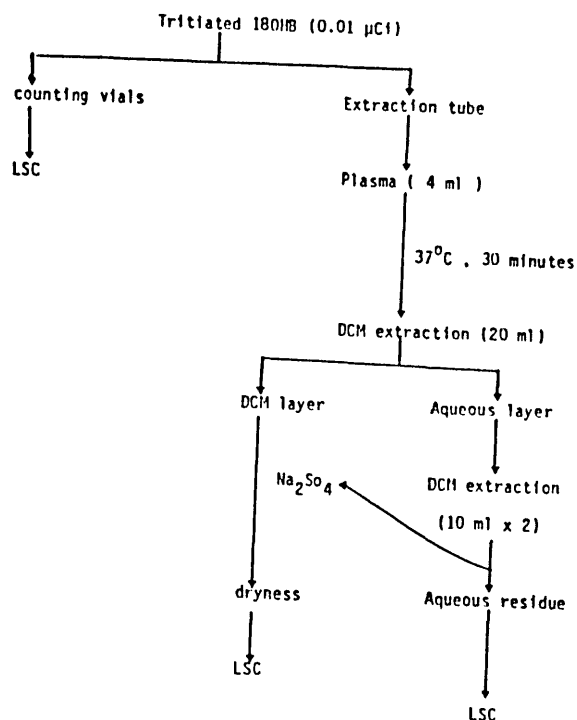 Tritiated 18OHB (0.01 µCi)
counting vials
Extraction tube
LSC
Plasma ( 4 ml )
37°C , 30 minutes
DCM extraction (20 ml)
DCM layer
Aqueous layer
Na₂So₄
DCM extraction
(10 ml x 2)
dryness
Aqueous residue
LSC
LSC